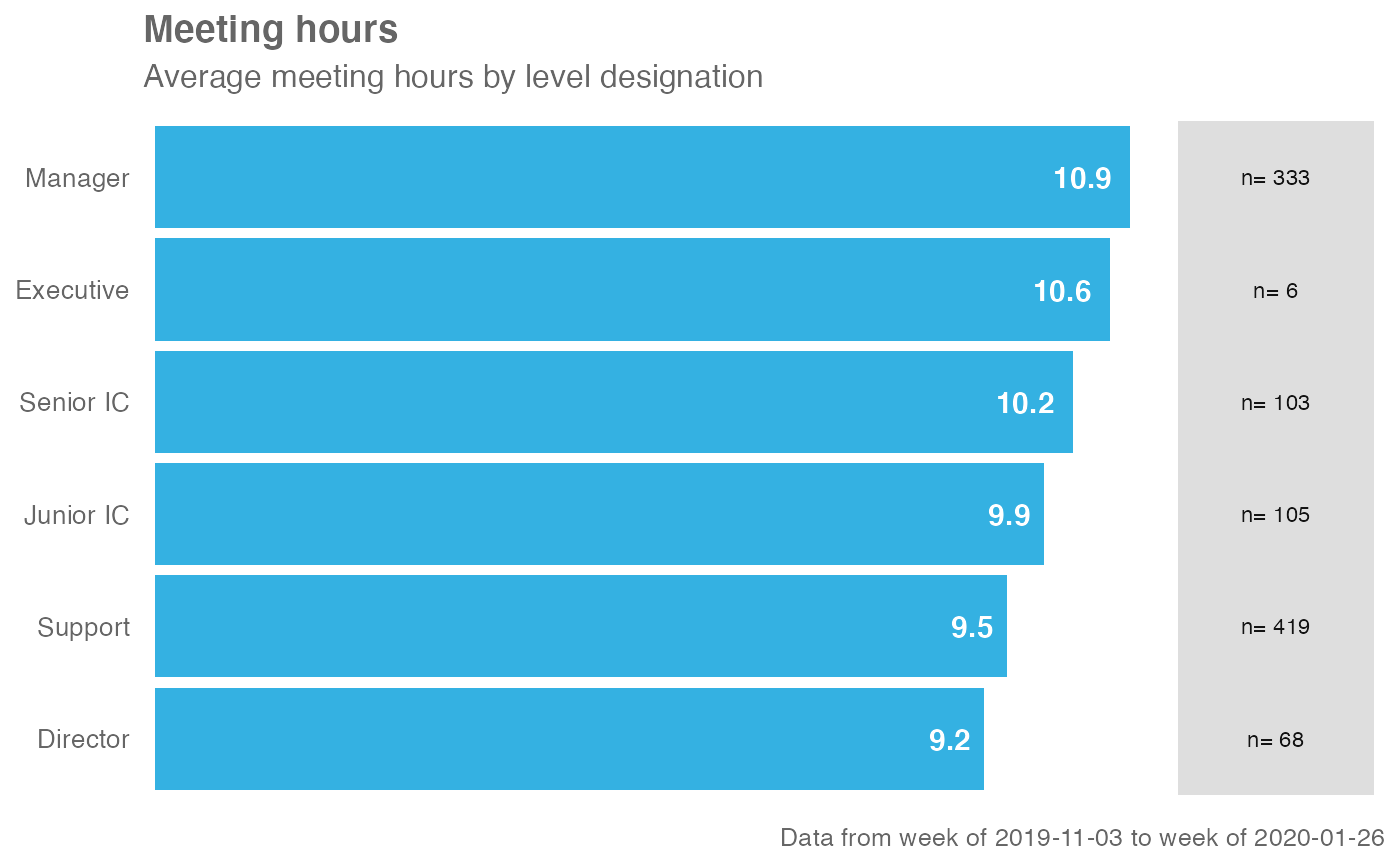 Meeting hours
Average meeting hours by level designation
Manager 10.9 n= 333
Executive 10.6 n= 6
Senior IC 10.2 n= 103
Junior IC 9.9 n= 105
Support 9.5 n= 419
Director 9.2 n= 68
Data from week of 2019-11-03 to week of 2020-01-26